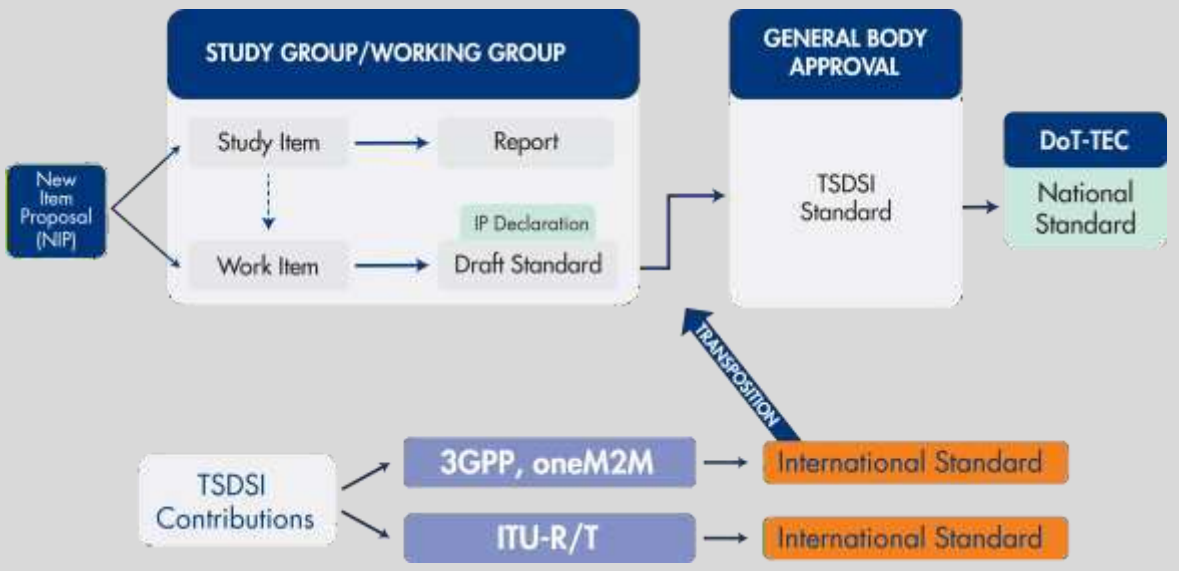 STUDY GROUP/WORKING GROUP
GENERAL BODY
APPROVAL
New
Item
Proposal
(NIP)
Study Item
Report
IP Declaration
Work Item
Draft Standard
TSDSI
Standard
DoT-TEC
National
Standard
TRANSPOSITION
TSDSI
Contributions
3GPP, oneM2M
International Standard
ITU-R/T
International Standard